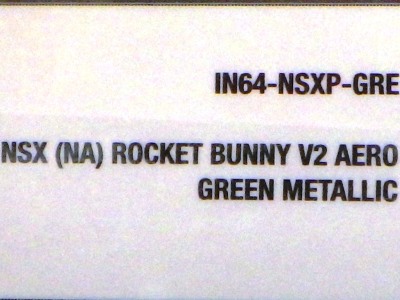 IN64-NSXP-GRE
NSX (NA) ROCKET BUNNY V2 AERO
GREEN METALLIC